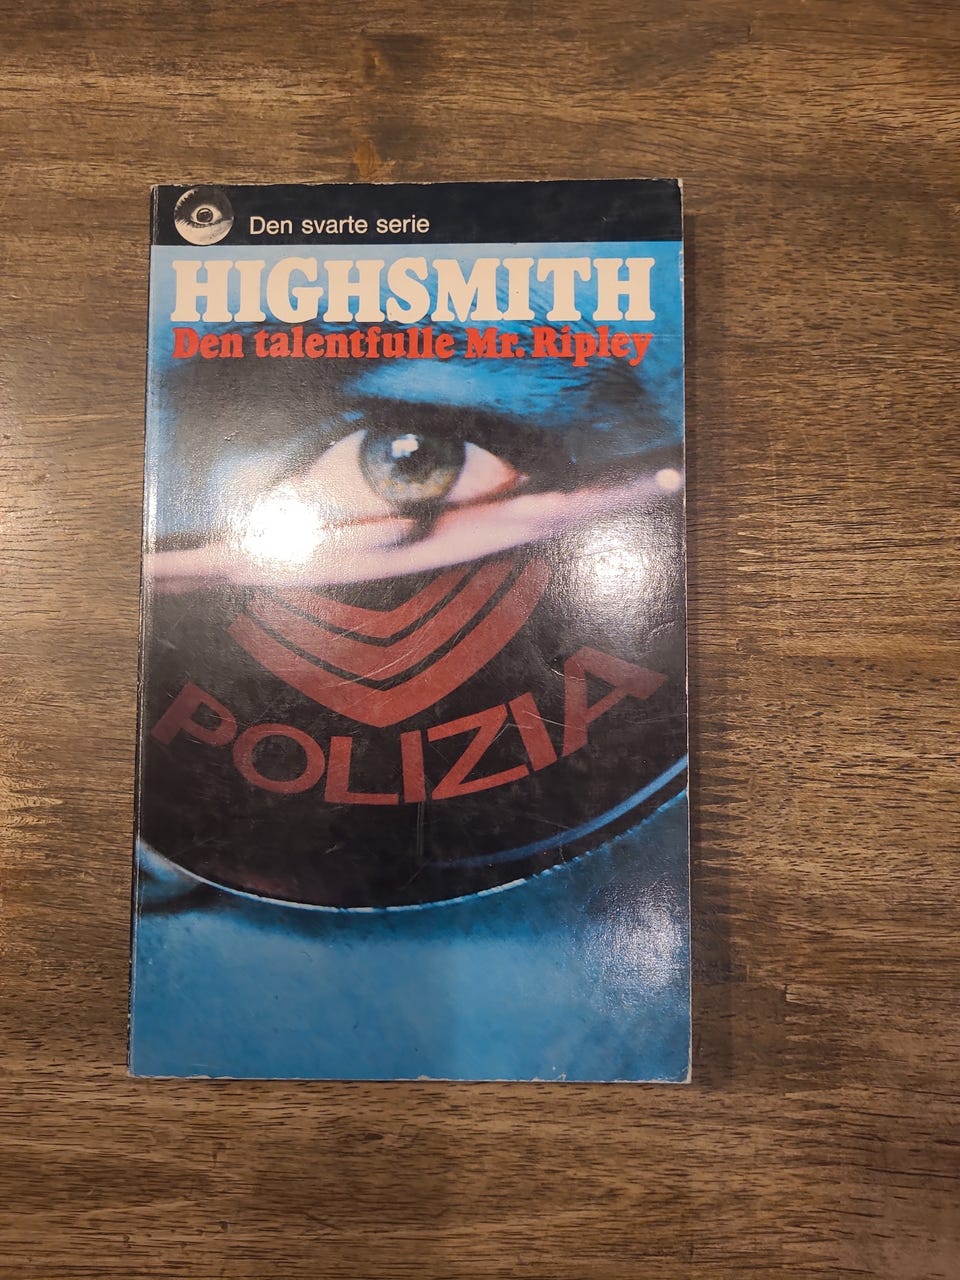 Den svarte serie
HIGHSMITH
Den talentfulle Mr. Ripley
POLIZIA